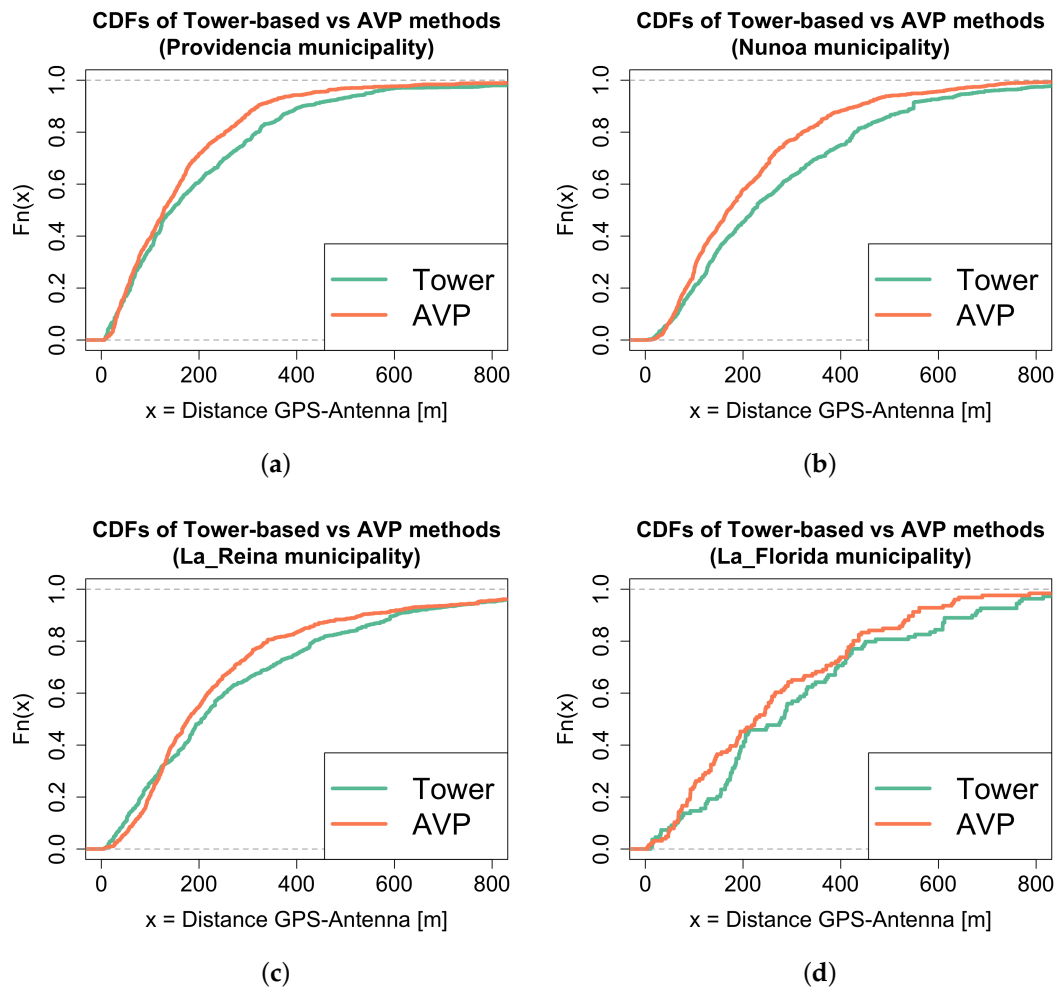 CDFs of Tower-based vs AVP methods
(Providencia municipality)
Fn(x)
0.0 0.2 0.4 0.6 0.8 1.0
Tower
AVP
0 200 400 600 800
x = Distance GPS-Antenna [m]
(a)
CDFs of Tower-based vs AVP methods
(Nunoa municipality)
Fn(x)
0.0 0.2 0.4 0.6 0.8 1.0
Tower
AVP
0 200 400 600 800
x = Distance GPS-Antenna [m]
(b)
CDFs of Tower-based vs AVP methods
(La_Reina municipality)
Fn(x)
0.0 0.2 0.4 0.6 0.8 1.0
Tower
AVP
0 200 400 600 800
x = Distance GPS-Antenna [m]
(c)
CDFs of Tower-based vs AVP methods
(La_Florida municipality)
Fn(x)
0.0 0.2 0.4 0.6 0.8 1.0
Tower
AVP
0 200 400 600 800
x = Distance GPS-Antenna [m]
(d)